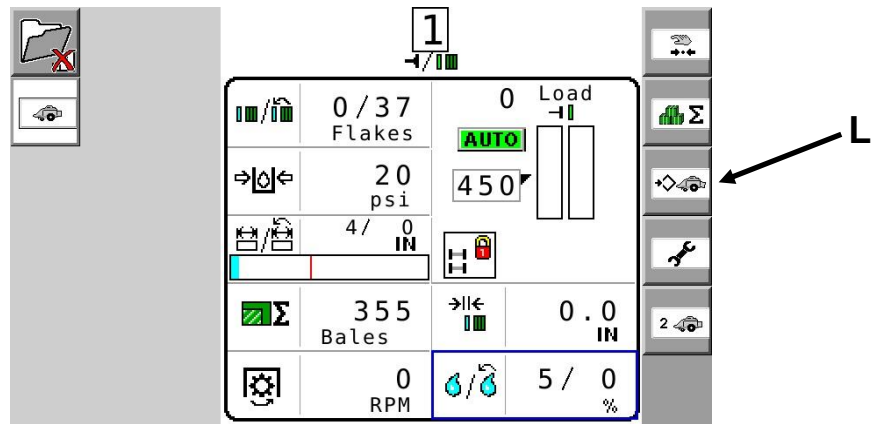 1
0/37
Flakes
0
Load
AUTO
20
psi
450
4/ 0
IN
355
Bales
0.0
IN
0
RPM
5/ 0
%
Σ
Σ
1
2
L